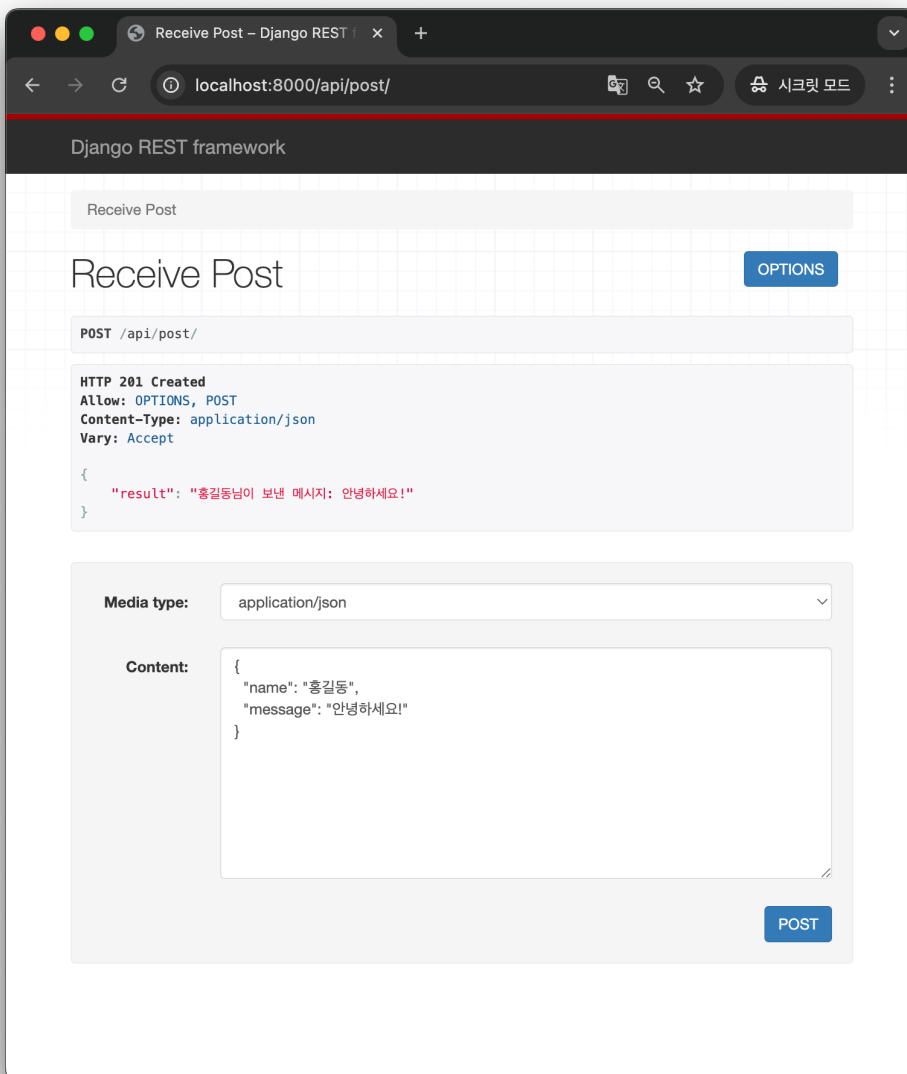 Receive Post – Django REST f
localhost:8000/api/post/
시크릿 모드
Django REST framework
Receive Post
Receive Post
OPTIONS
POST /api/post/
HTTP 201 Created
Allow: OPTIONS, POST
Content-Type: application/json
Vary: Accept
{
"result": "홍길동님이 보낸 메시지: 안녕하세요!"
}
Media type:
application/json
Content:
{
"name": "홍길동",
"message": "안녕하세요!"
}
POST